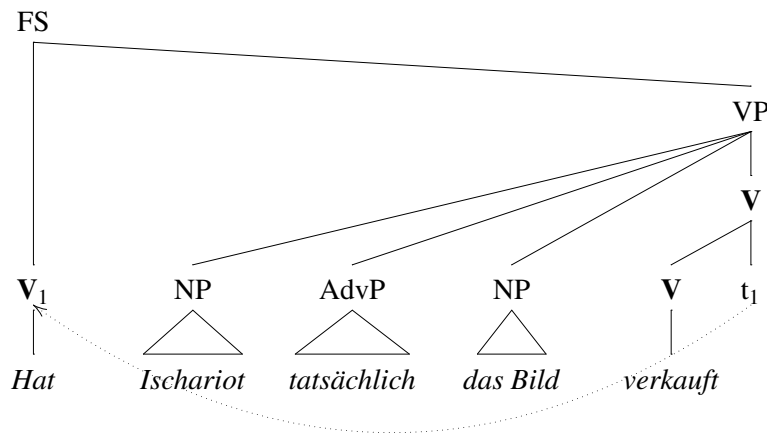 FS
VP
V
V₁ NP AdvP NP V t₁
Hat Ischariot tatsächlich das Bild verkauft